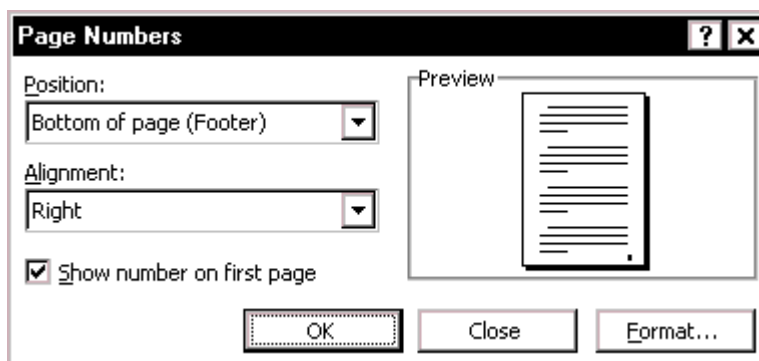 Page Numbers
Position:
Bottom of page (Footer)
Alignment:
Right
Show number on first page
Preview
OK
Close
Format...